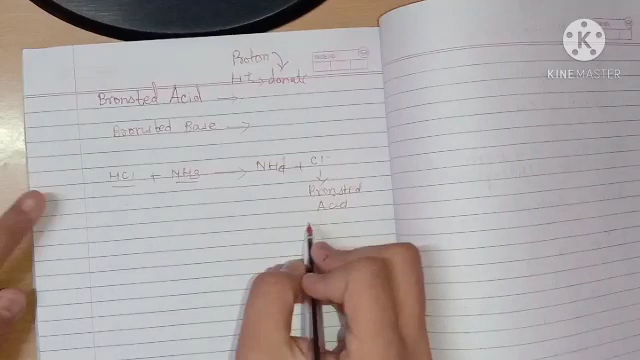 Proton
H+ → donate
Bronsted Acid →
Bronsted Base →
HCl + NH3 → NH4 + Cl-
Bronsted
Acid
KINEMASTER